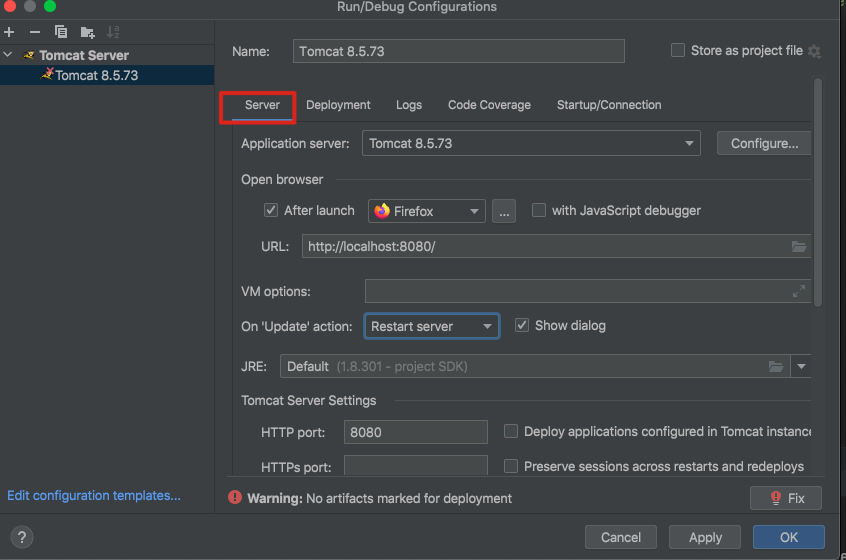 Run/Debug Configurations
Tomcat Server
Tomcat 8.5.73
Name: Tomcat 8.5.73 Store as project file
Server Deployment Logs Code Coverage Startup/Connection
Application server: Tomcat 8.5.73 Configure...
Open browser
After launch Firefox ... with JavaScript debugger
URL: http://localhost:8080/
VM options:
On 'Update' action: Restart server Show dialog
JRE: Default (1.8.301 - project SDK)
Tomcat Server Settings
HTTP port: 8080 Deploy applications configured in Tomcat instance
HTTPs port: Preserve sessions across restarts and redeploys
Edit configuration templates...
Warning: No artifacts marked for deployment Fix
? Cancel Apply OK